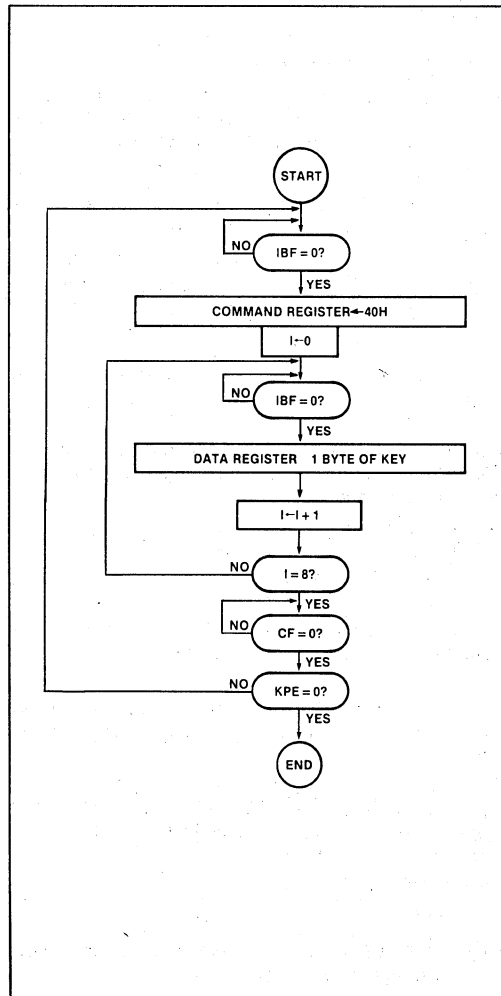 START
IBF = 0?
NO
YES
COMMAND REGISTER←40H
I←0
IBF = 0?
NO
YES
DATA REGISTER 1 BYTE OF KEY
I←I + 1
NO
I = 8?
YES
NO
CF = 0?
YES
NO
KPE = 0?
YES
END